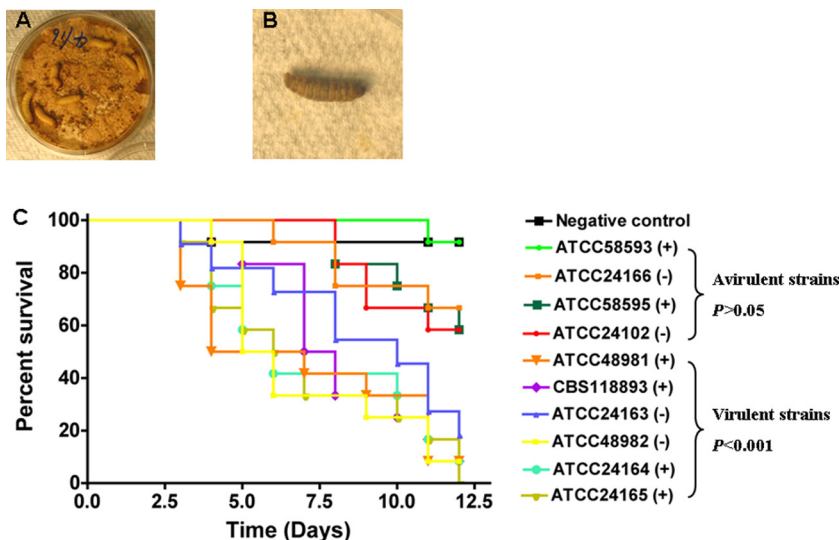 A
B
C
Percent survival
100
80
60
40
20
0
0.0
2.5
5.0
7.5
10.0
12.5
Time (Days)
Negative control
ATCC58593 (+)
ATCC24166 (-)
ATCC58595 (+)
ATCC24102 (-)
ATCC48981 (+)
CBS118893 (+)
ATCC24163 (-)
ATCC48982 (-)
ATCC24164 (+)
ATCC24165 (+)
Avirulent strains
P>0.05
Virulent strains
P<0.001